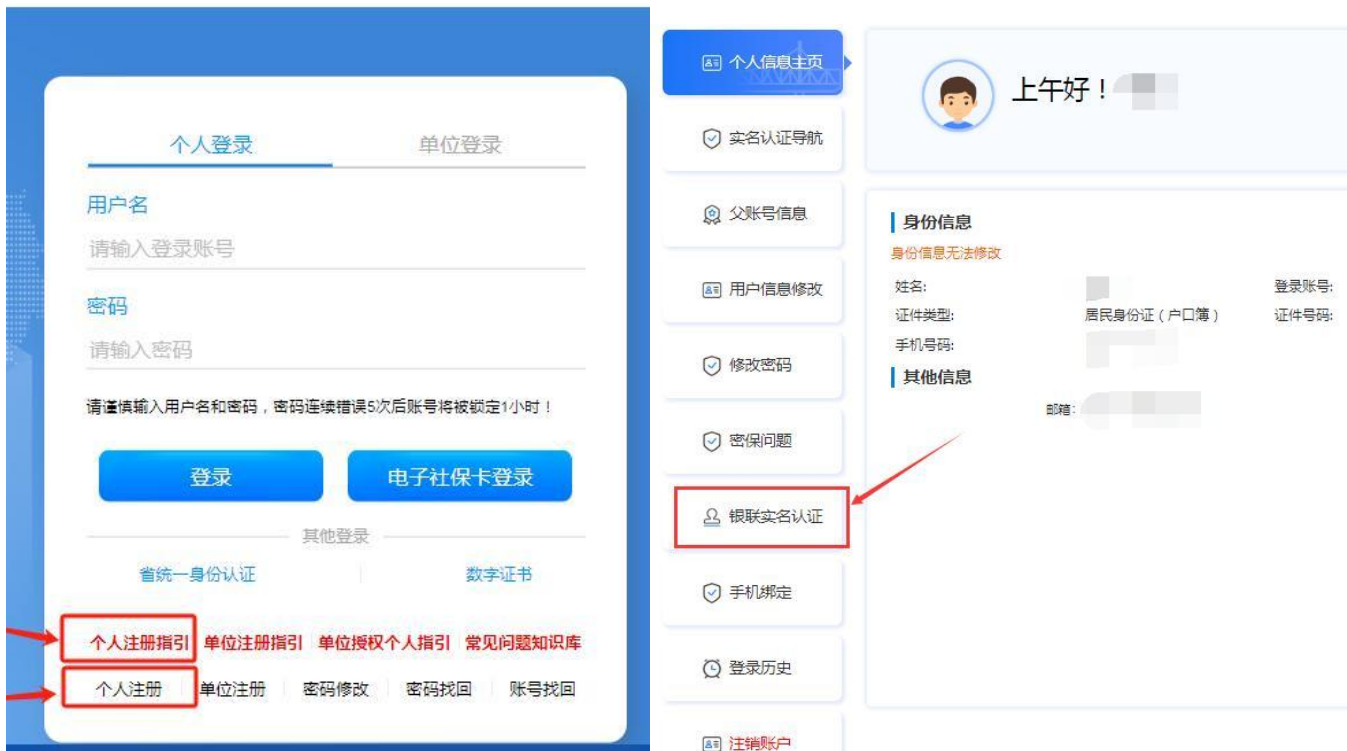 个人登录 单位登录
用户名
请输入登录账号
密码
请输入密码
请谨慎输入用户名和密码，密码连续错误5次后账号将被锁定1小时！
登录 电子社保卡登录
其他登录
省统一身份认证 数字证书
个人注册指引 单位注册指引 单位授权个人指引 常见问题知识库
个人注册 单位注册 密码修改 密码找回 账号找回
个人信息主页
实名认证导航
父账号信息
用户信息修改
修改密码
密保问题
银联实名认证
手机绑定
登录历史
注销账户
上午好！
身份信息
身份信息无法修改
姓名: 登录账号:
证件类型: 居民身份证（户口簿） 证件号码:
手机号码:
其他信息
邮箱: